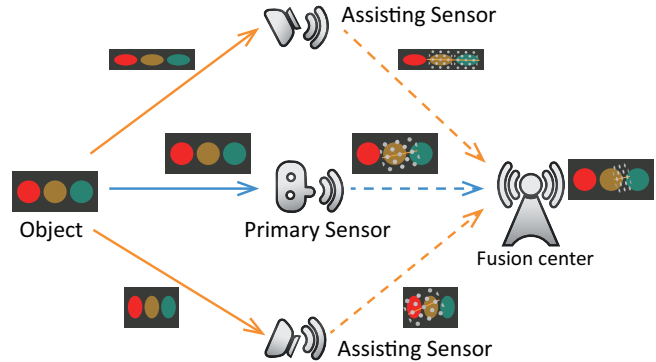 Assisting Sensor
Object
Primary Sensor
Fusion center
Assisting Sensor